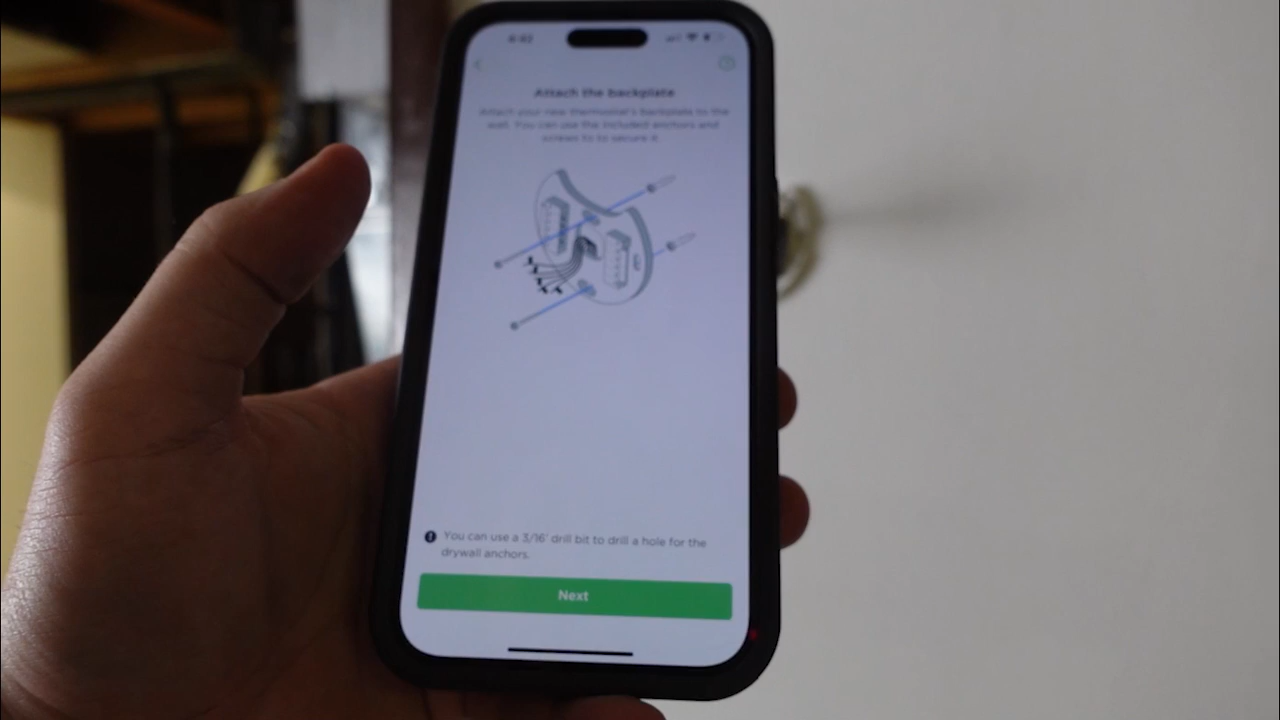 Attach the backplate
Attach your new thermostat's backplate to the
wall. You can use the included anchors and
screws to secure it.
You can use a 3/16' drill bit to drill a hole for the
drywall anchors.
Next